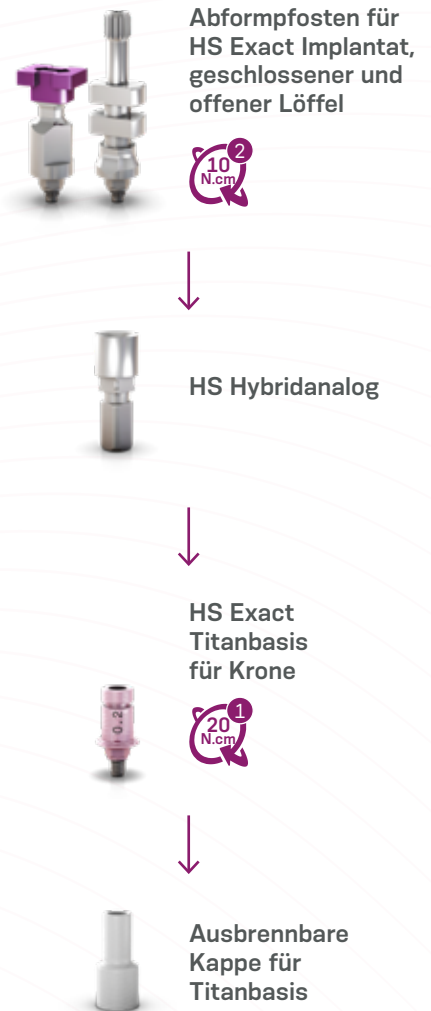 Abformpfosten für
HS Exact Implantat,
geschlossener und
offener Löffel
2
10
N.cm
HS Hybridanalog
HS Exact
Titanbasis
für Krone
0.2
1
20
N.cm
Ausbrennbare
Kappe für
Titanbasis